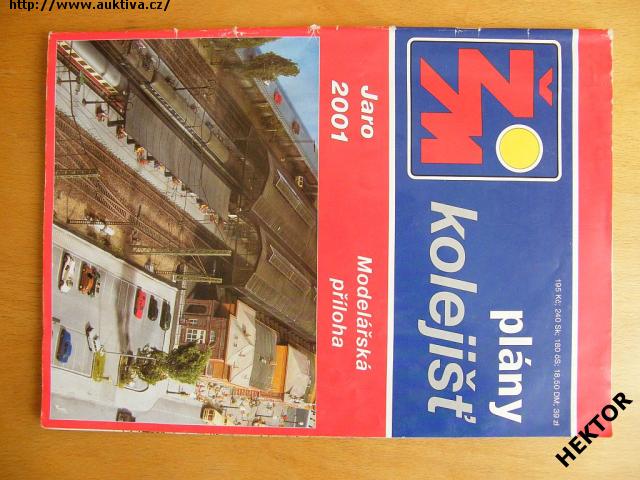 http://www.auktiva.cz/
ŽM
plány
kolejišť
195 Kč; 240 Sk; 180 öS; 18,50 DM; 39 zł
Jaro
2001
Modelářská
příloha
HEKTOR